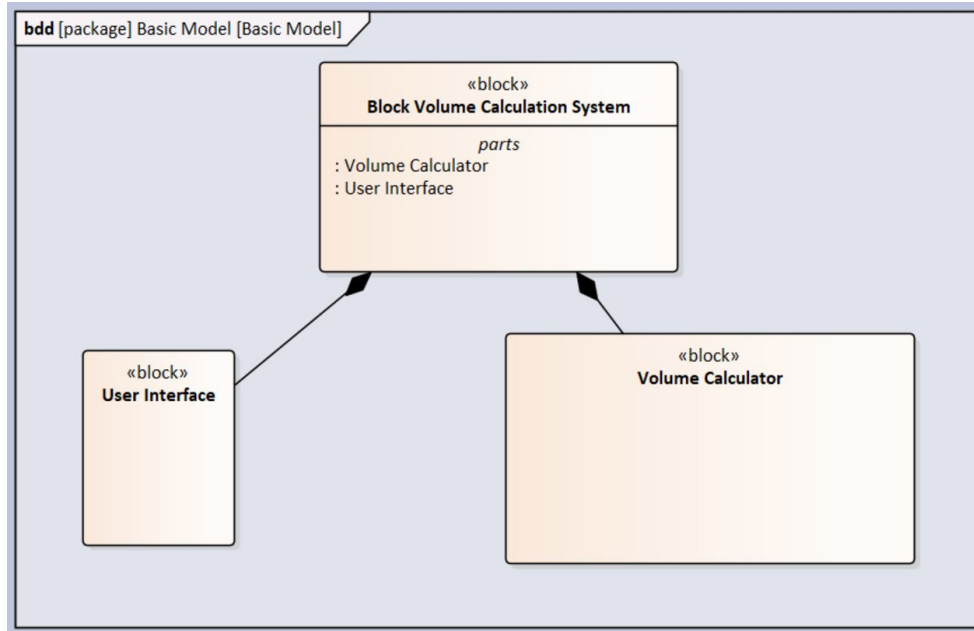 bdd [package] Basic Model [Basic Model]
«block»
Block Volume Calculation System
parts
: Volume Calculator
: User Interface
«block»
User Interface
«block»
Volume Calculator